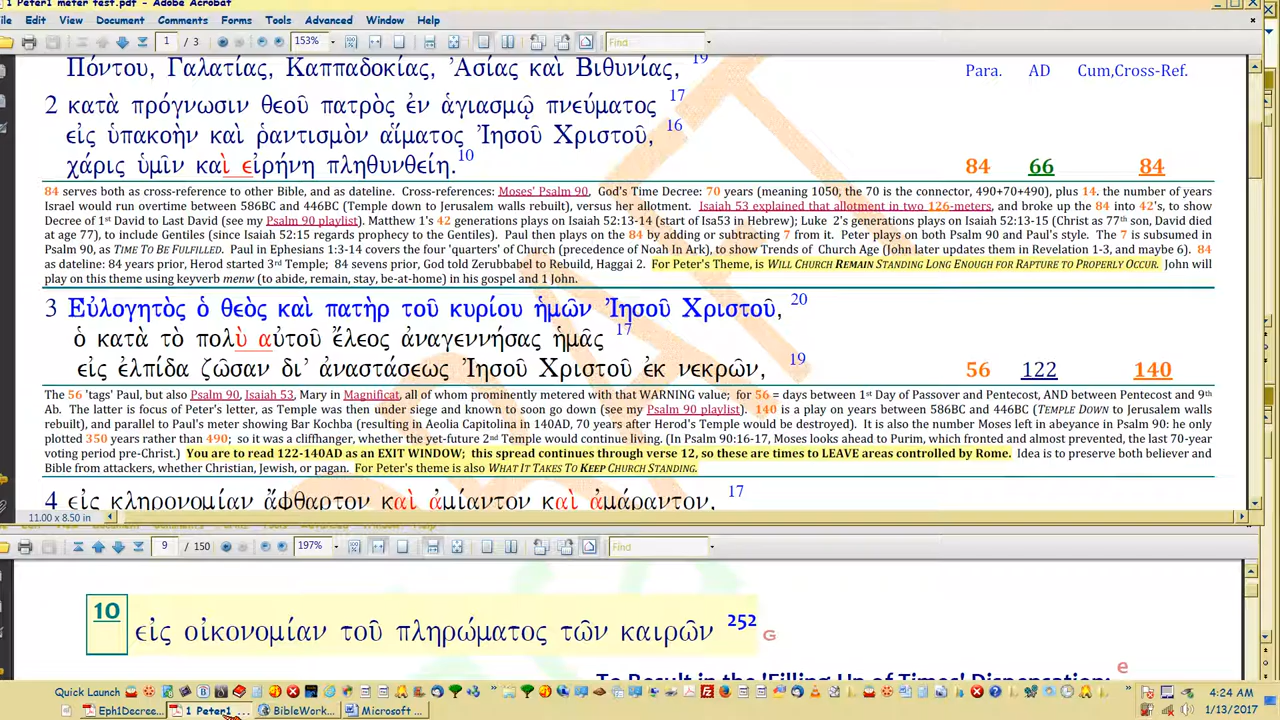 1 Peter1 meter test.pdf - Adobe Acrobat
File Edit View Document Comments Forms Tools Advanced Window Help
1 / 3 153% Find
Πόντου, Γαλατίας, Καππαδοκίας, Ἀσίας καὶ Βιθυνίας, 19 Para. AD Cum,Cross-Ref.
2 κατὰ πρόγνωσιν θεοῦ πατρὸς ἐν ἁγιασμῷ πνεύματος 17
εἰς ὑπακοὴν καὶ ῥαντισμὸν αἵματος Ἰησοῦ Χριστοῦ, 16
χάρις ὑμῖν καὶ εἰρήνη πληθυνθείη. 10 84 66 84
84 serves both as cross-reference to other Bible, and as dateline. Cross-references: Moses' Psalm 90, God's Time Decree: 70 years (meaning 1050, the 70 is the connector, 490+70+490), plus 14, the number of years
Israel would run overtime between 586BC and 446BC (Temple down to Jerusalem walls rebuilt), versus her allotment. Isaiah 53 explained that allotment in two 126-meters, and broke up the 84 into 42's, to show
Decree of 1st David to Last David (see my Psalm 90 playlist). Matthew 1's 42 generations plays on Isaiah 52:13-14 (start of Isa53 in Hebrew); Luke 2's generations plays on Isaiah 52:13-15 (Christ as 77th son, David died
at age 77), to include Gentiles (since Isaiah 52:15 regards prophecy to the Gentiles). Paul then plays on the 84 by adding or subtracting 7 from it. Peter plays on both Psalm 90 and Paul's style. The 7 is subsumed in
Psalm 90, as TIME TO BE FULFILLED. Paul in Ephesians 1:3-14 covers the four 'quarters' of Church (precedence of Noah In Ark), to show Trends of Church Age (John later updates them in Revelation 1-3, and maybe 6). 84
as dateline: 84 years prior, Herod started 3rd Temple; 84 sevens prior, God told Zerubbabel to Rebuild, Haggai 2. For Peter's Theme, is WILL CHURCH REMAIN STANDING LONG ENOUGH FOR RAPTURE TO PROPERLY OCCUR. John will
play on this theme using keyverb menw (to abide, remain, stay, be-at-home) in his gospel and 1 John.
3 Εὐλογητὸς ὁ θεὸς καὶ πατὴρ τοῦ κυρίου ἡμῶν Ἰησοῦ Χριστοῦ, 20
ὁ κατὰ τὸ πολὺ αὐτοῦ ἔλεος ἀναγεννήσας ἡμᾶς 17
εἰς ἐλπίδα ζῶσαν δι' ἀναστάσεως Ἰησοῦ Χριστοῦ ἐκ νεκρῶν, 19 56 122 140
The 56 'tags' Paul, but also Psalm 90, Isaiah 53, Mary in Magnificat, all of whom prominently metered with that WARNING value; for 56 = days between 1st Day of Passover and Pentecost, AND between Pentecost and 9th
Ab. The latter is focus of Peter's letter, as Temple was then under siege and known to soon go down (see my Psalm 90 playlist). 140 is a play on years between 586BC and 446BC (TEMPLE DOWN to Jerusalem walls
rebuilt), and parallel to Paul's meter showing Bar Kochba (resulting in Aeolia Capitolina in 140AD, 70 years after Herod's Temple would be destroyed). It is also the number Moses left in abeyance in Psalm 90: he only
plotted 350 years rather than 490; so it was a cliffhanger, whether the yet-future 2nd Temple would continue living. (In Psalm 90:16-17, Moses looks ahead to Purim, which fronted and almost prevented, the last 70-year
voting period pre-Christ.) You are to read 122-140AD as an EXIT WINDOW; this spread continues through verse 12, so these are times to LEAVE areas controlled by Rome. Idea is to preserve both believer and
Bible from attackers, whether Christian, Jewish, or pagan. For Peter's theme is also WHAT IT TAKES TO KEEP CHURCH STANDING.
4 εἰς κληρονομίαν ἄφθαρτον καὶ ἀμίαντον καὶ ἀμάραντον, 17
11.00 x 8.50 in
9 / 150 197% Find
10 εἰς οἰκονομίαν τοῦ πληρώματος τῶν καιρῶν 252 G
e
To Result in the 'Filling Up of Times' Dispensation:
Quick Launch 4:24 AM
Eph1Decree... 1 Peter1 ... BibleWork... Microsoft ... 1/13/2017